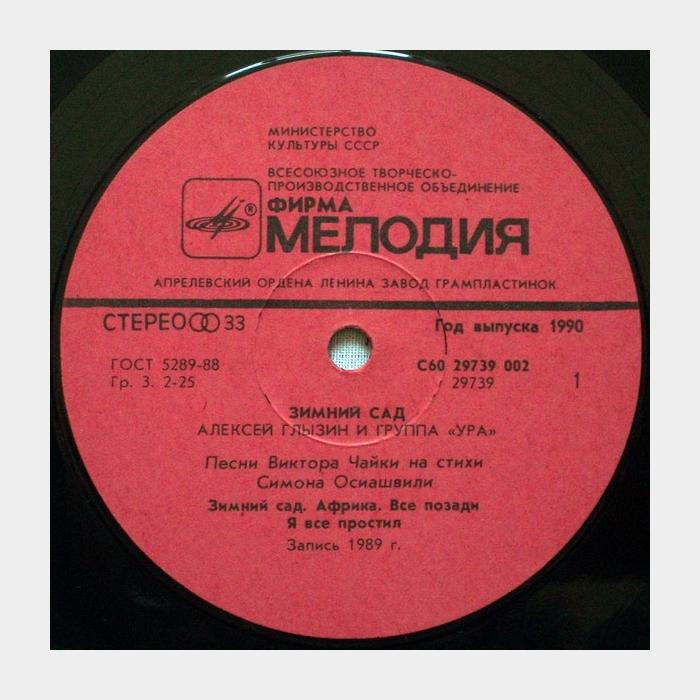 МИНИСТЕРСТВО
КУЛЬТУРЫ СССР
ВСЕСОЮЗНОЕ ТВОРЧЕСКО-
ПРОИЗВОДСТВЕННОЕ ОБЪЕДИНЕНИЕ
®
ФИРМА
МЕЛОДИЯ
АПРЕЛЕВСКИЙ ОРДЕНА ЛЕНИНА ЗАВОД ГРАМПЛАСТИНОК
СТЕРЕО 33
Год выпуска 1990
ГОСТ 5289-88
Гр. 3. 2-25
С60 29739 002
29739
1
ЗИМНИЙ САД
АЛЕКСЕЙ ГЛЫЗИН И ГРУППА «УРА»
Песни Виктора Чайки на стихи
Симона Осиашвили
Зимний сад. Африка. Все позади
Я все простил
Запись 1989 г.